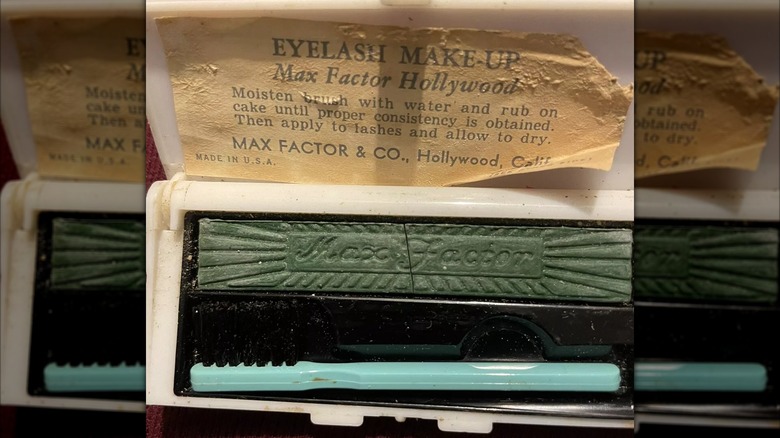 EYELASH MAKE-UP
Max Factor Hollywood
Moisten brush with water and rub on
cake until proper consistency is obtained.
Then apply to lashes and allow to dry.
MAX FACTOR & CO., Hollywood, Calif.
MADE IN U.S.A.
Max Factor